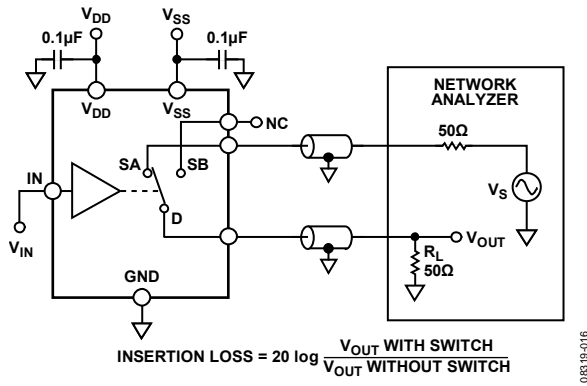 VDD
VSS
0.1µF
0.1µF
VDD
VSS
NC
NETWORK
ANALYZER
50Ω
SA
SB
IN
VS
D
VOUT
VIN
RL
50Ω
GND
INSERTION LOSS = 20 log VOUT WITH SWITCH
VOUT WITHOUT SWITCH
08319-016